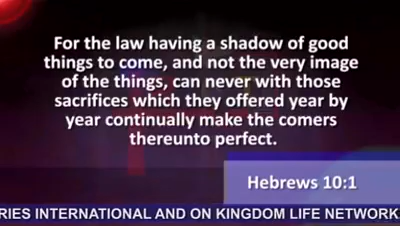 For the law having a shadow of good
things to come, and not the very image
of the things, can never with those
sacrifices which they offered year by
year continually make the comers
thereunto perfect.
Hebrews 10:1
RIES INTERNATIONAL AND ON KINGDOM LIFE NETWORK